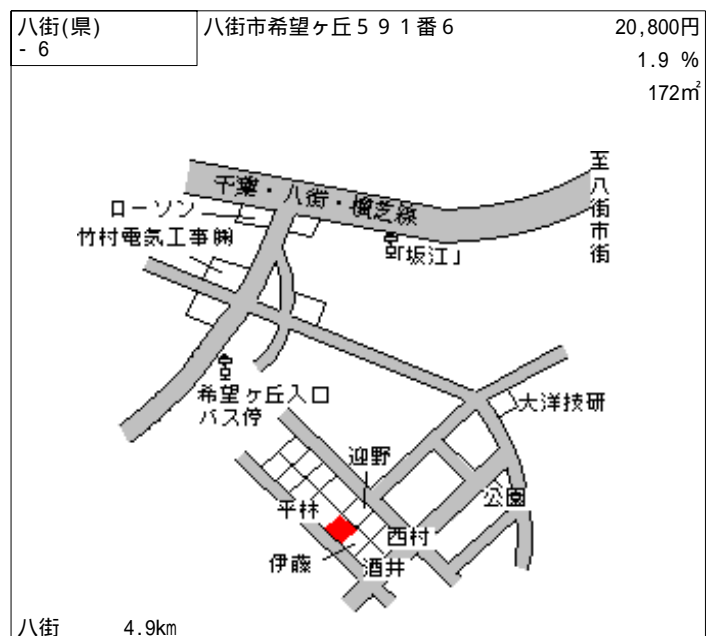 八街(県)
- 6
八街市希望ヶ丘５９１番６
20,800円
1.9 %
172㎡
至八街市街
千葉・八街・横芝線
ローソン
竹村電気工事㈱
「坂江」
希望ヶ丘入口
バス停
大洋技研
迎野
公園
平林
西村
伊藤
酒井
八街 4.9km